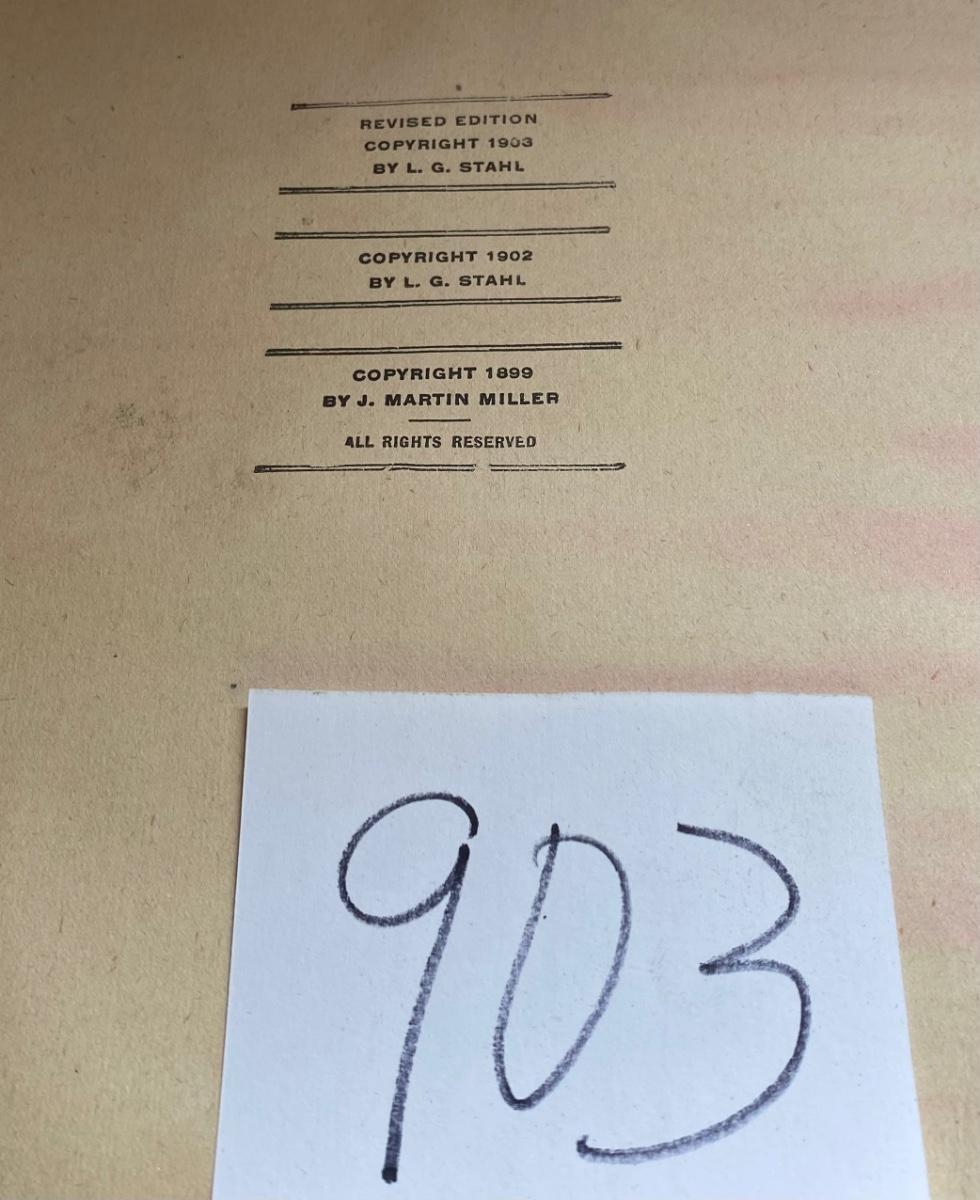 REVISED EDITION
COPYRIGHT 1903
BY L. G. STAHL
COPYRIGHT 1902
BY L. G. STAHL
COPYRIGHT 1899
BY J. MARTIN MILLER
ALL RIGHTS RESERVED
903